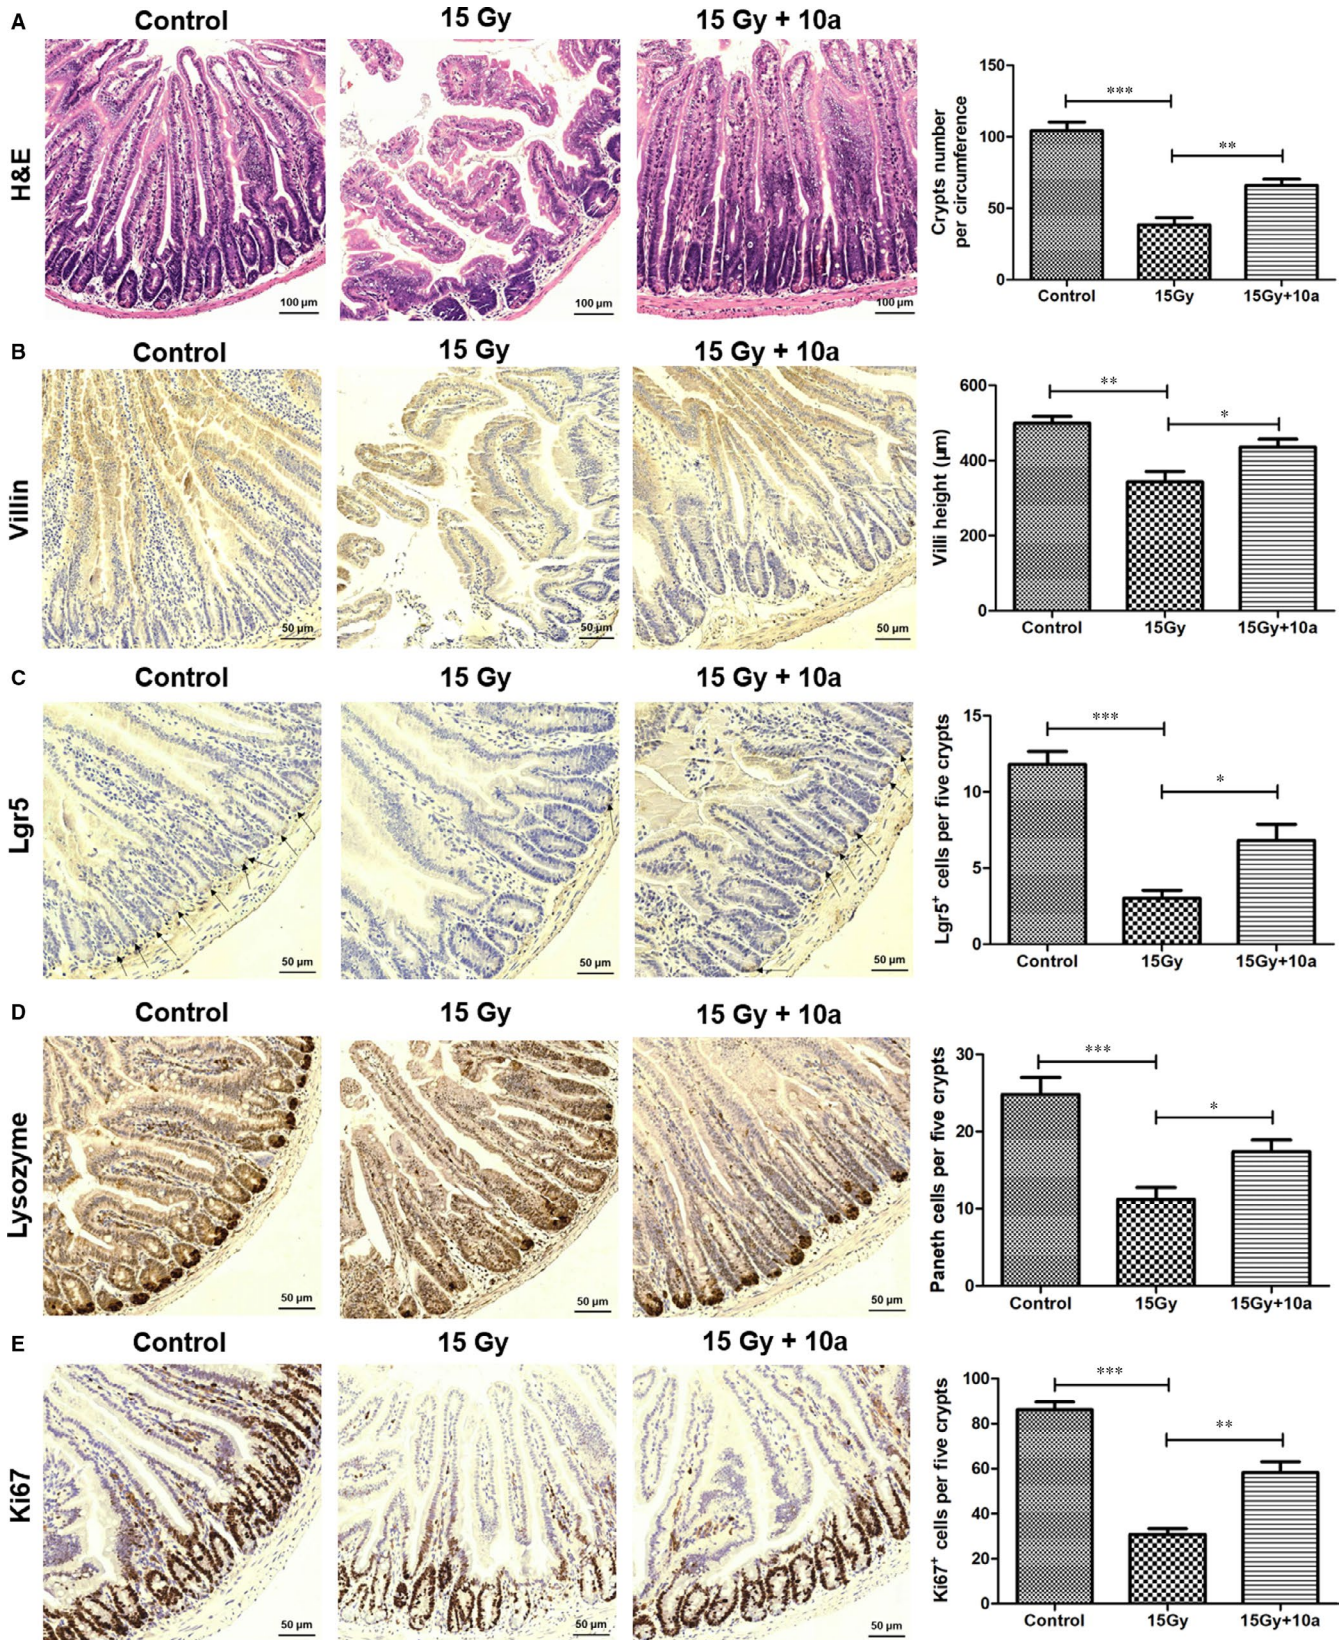 A
Control
15 Gy
15 Gy + 10a
H&E
100 µm
100 µm
100 µm
Crypts number
per circumference
150
100
50
0
***
**
Control
15Gy
15Gy+10a
B
Control
15 Gy
15 Gy + 10a
Villin
50 µm
50 µm
50 µm
Villi height (µm)
600
400
200
0
**
*
Control
15Gy
15Gy+10a
C
Control
15 Gy
15 Gy + 10a
Lgr5
50 µm
50 µm
50 µm
Lgr5⁺ cells per five crypts
15
10
5
0
***
*
Control
15Gy
15Gy+10a
D
Control
15 Gy
15 Gy + 10a
Lysozyme
50 µm
50 µm
50 µm
Paneth cells per five crypts
30
20
10
0
***
*
Control
15Gy
15Gy+10a
E
Control
15 Gy
15 Gy + 10a
Ki67
50 µm
50 µm
50 µm
Ki67⁺ cells per five crypts
100
80
60
40
20
0
***
**
Control
15Gy
15Gy+10a